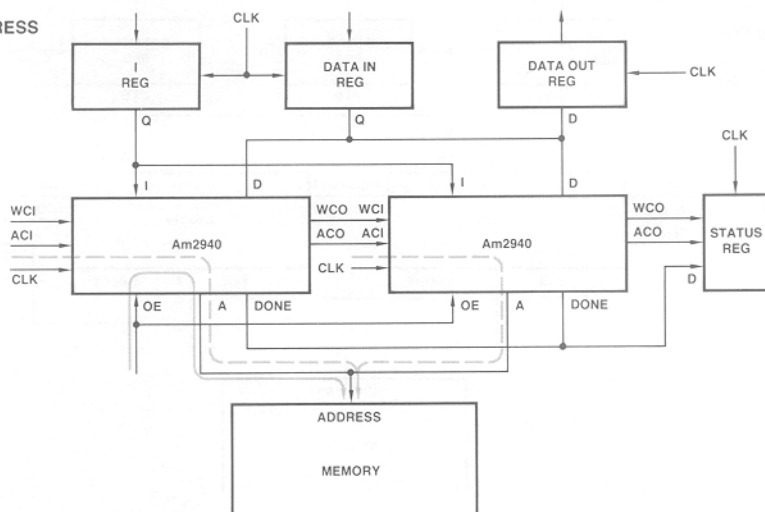 RESS
CLK
I
REG
DATA IN
REG
DATA OUT
REG
CLK
Q
Q
D
CLK
I
D
I
D
WCI
ACI
CLK
Am2940
WCO
WCI
ACO
ACI
CLK
Am2940
WCO
ACO
D
STATUS
REG
OE
A
DONE
OE
A
DONE
ADDRESS
MEMORY